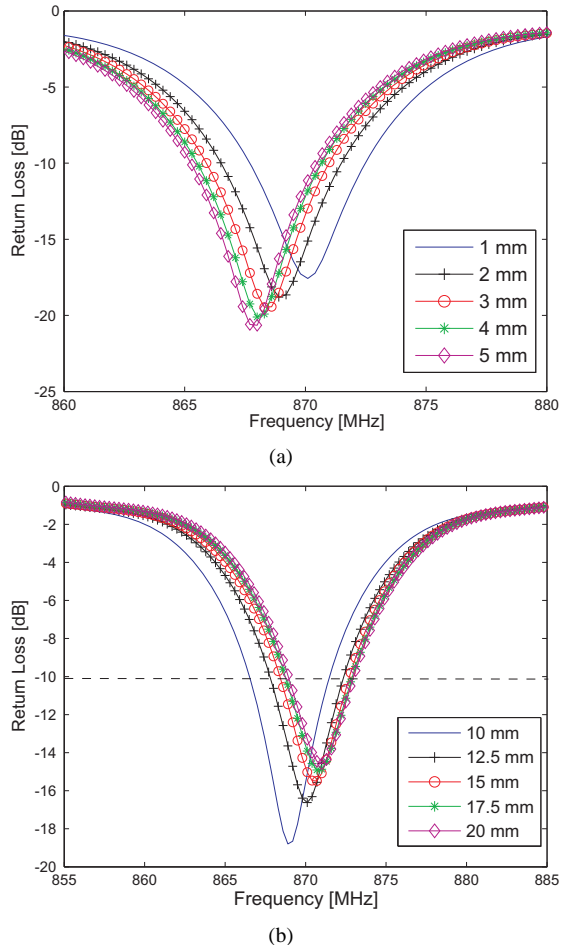 0
-5
-10
-15
-20
-25
Return Loss [dB]
1 mm
2 mm
3 mm
4 mm
5 mm
860
865
870
875
880
Frequency [MHz]
(a)
0
-2
-4
-6
-8
-10
-12
-14
-16
-18
-20
Return Loss [dB]
10 mm
12.5 mm
15 mm
17.5 mm
20 mm
855
860
865
870
875
880
885
Frequency [MHz]
(b)